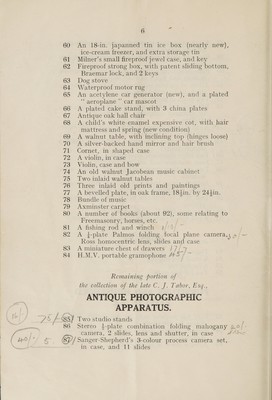 6
60 An 18-in. japanned tin ice box (nearly new),
ice-cream freezer, and extra storage tin
61 Milner's small fireproof jewel case, and key
62 Fireproof strong box, with patent sliding bottom,
Braemar lock, and 2 keys
63 Dog stove
64 Waterproof motor rug
65 An acetylene car generator (new), and a plated
" aeroplane " car mascot
66 A plated cake stand, with 3 china plates
67 Antique oak ball chair
68 A child's white enamel expensive cot, with hair
mattress and spring (new condition)
69 A walnut table, with inclining top (hinges loose)
70 A silver-backed hand mirror and hair brush
71 Cornet, in shaped case
72 A violin, in case
73 Violin, case and bow
74 An old walnut Jacobean music cabinet
75 Two inlaid walnut tables
76 Three inlaid old prints and paintings
77 A bevelled plate, in oak frame, 18½in. by 24½in.
78 Bundle of music
79 Axminster carpet
80 A number of books (about 92), some relating to
Freemasonry, horses, etc.
81 A fishing rod and winch
82 A ¼-plate Palmos folding focal plane camera,
Ross homocentric lens, slides and case
83 A miniature chest of drawers
84 H.M.V. portable gramophone
Remaining portion of
the collection of the late C. J. Tabor, Esq.,
ANTIQUE PHOTOGRAPHIC
APPARATUS.
85 Two studio stands
86 Stereo ½-plate combination folding mahogany
camera, 2 slides, lens and shutter, in case
87 Sanger-Shepherd's 3-colour process camera set,
in case, and 11 slides